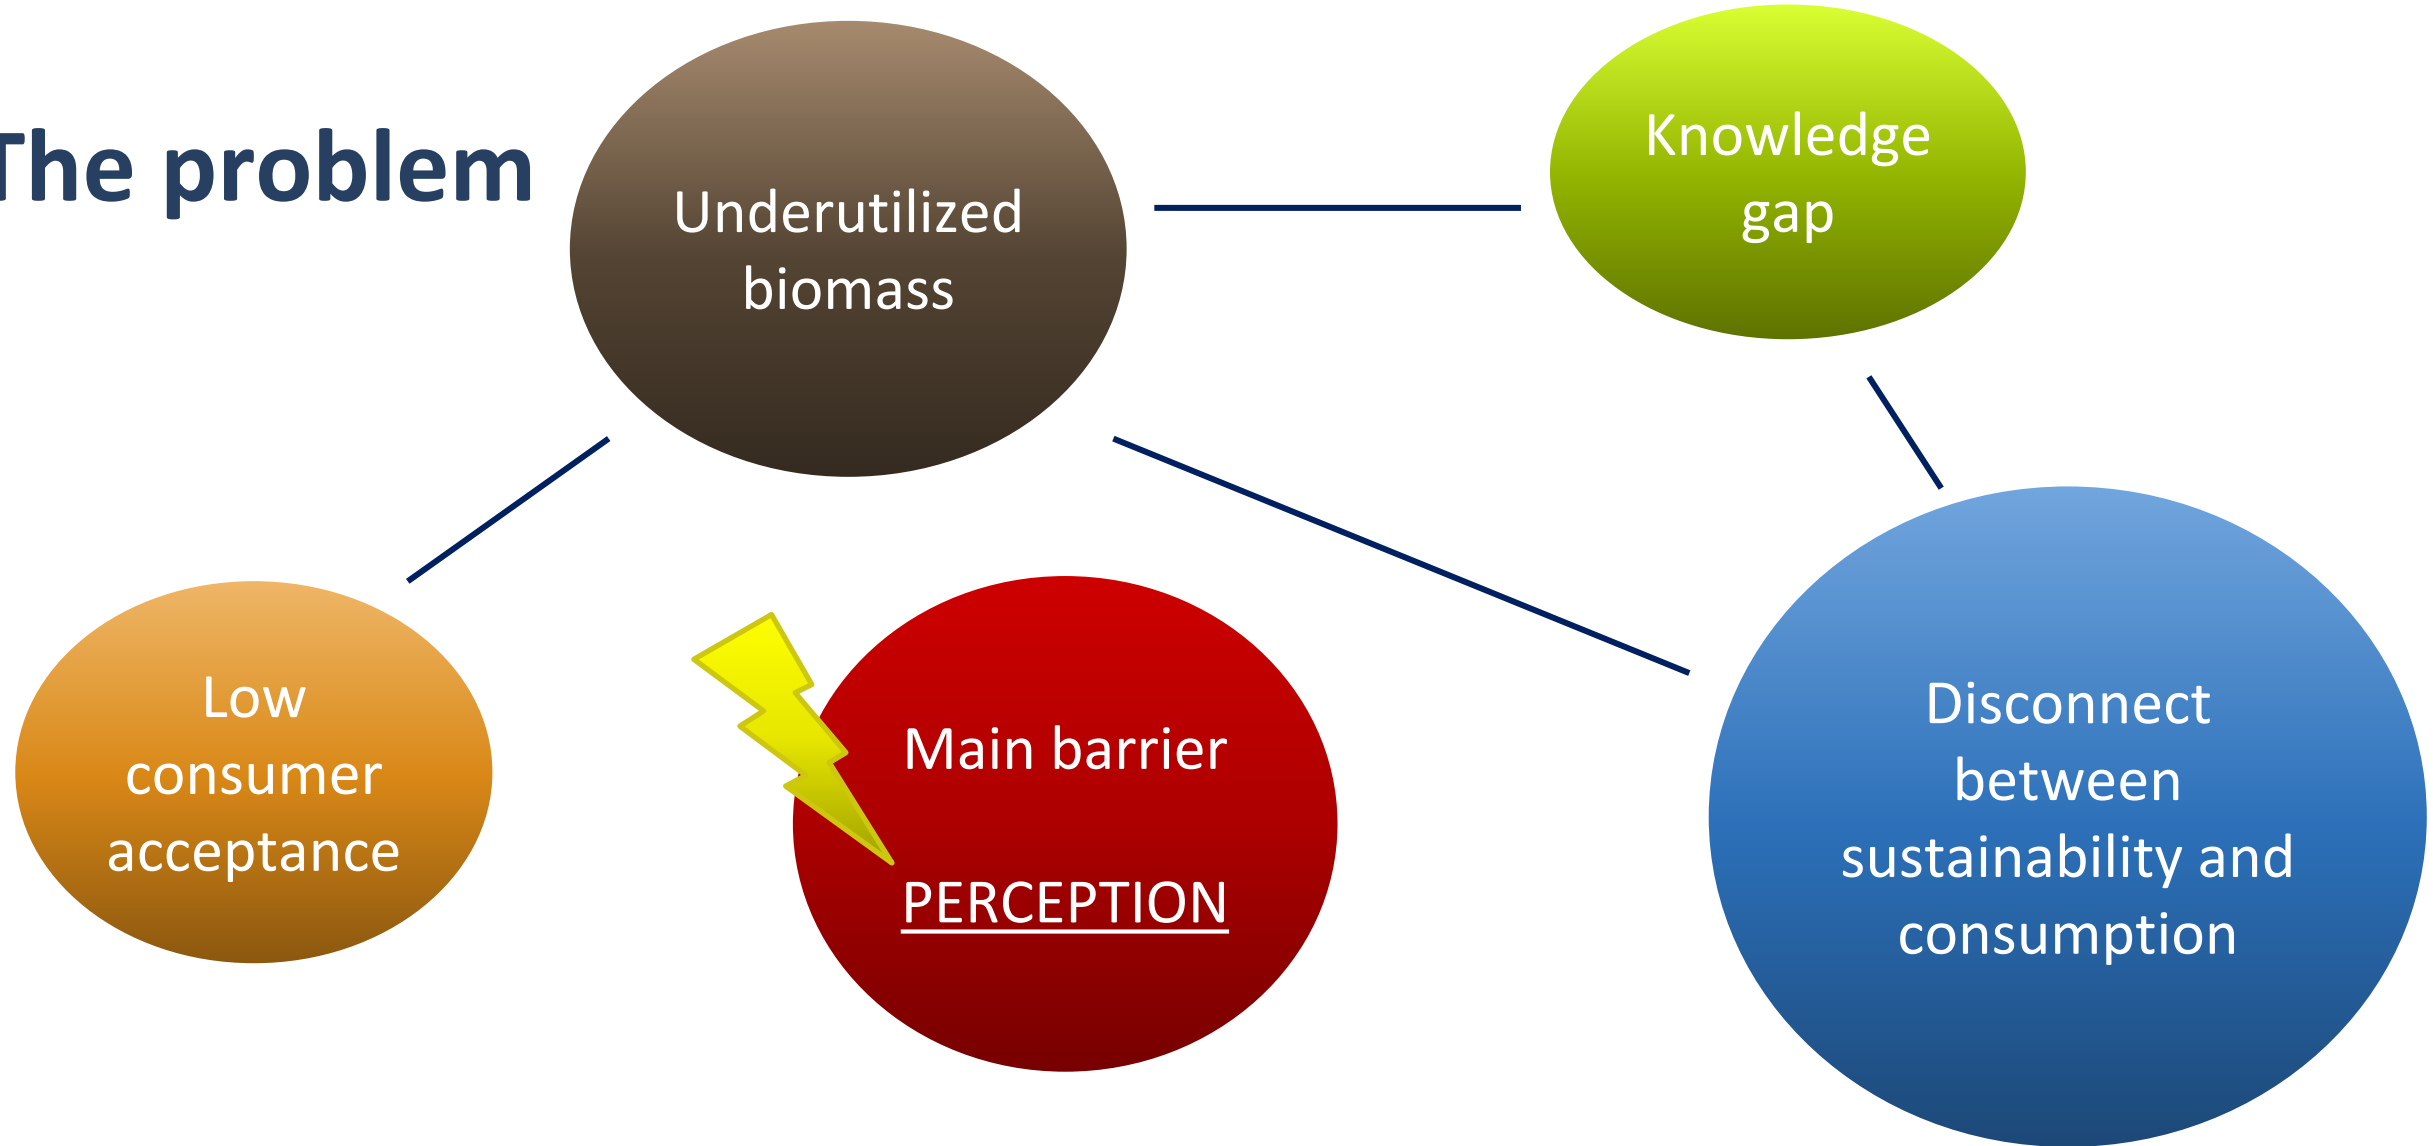 The problem
Underutilized
biomass
Knowledge
gap
Low
consumer
acceptance
Main barrier
PERCEPTION
Disconnect
between
sustainability and
consumption